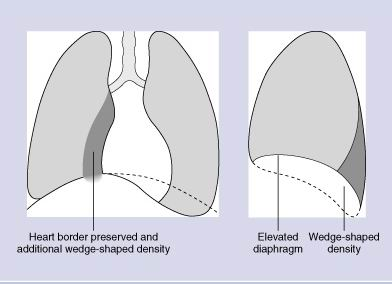 Heart border preserved and
additional wedge-shaped density
Elevated
diaphragm
Wedge-shaped
density